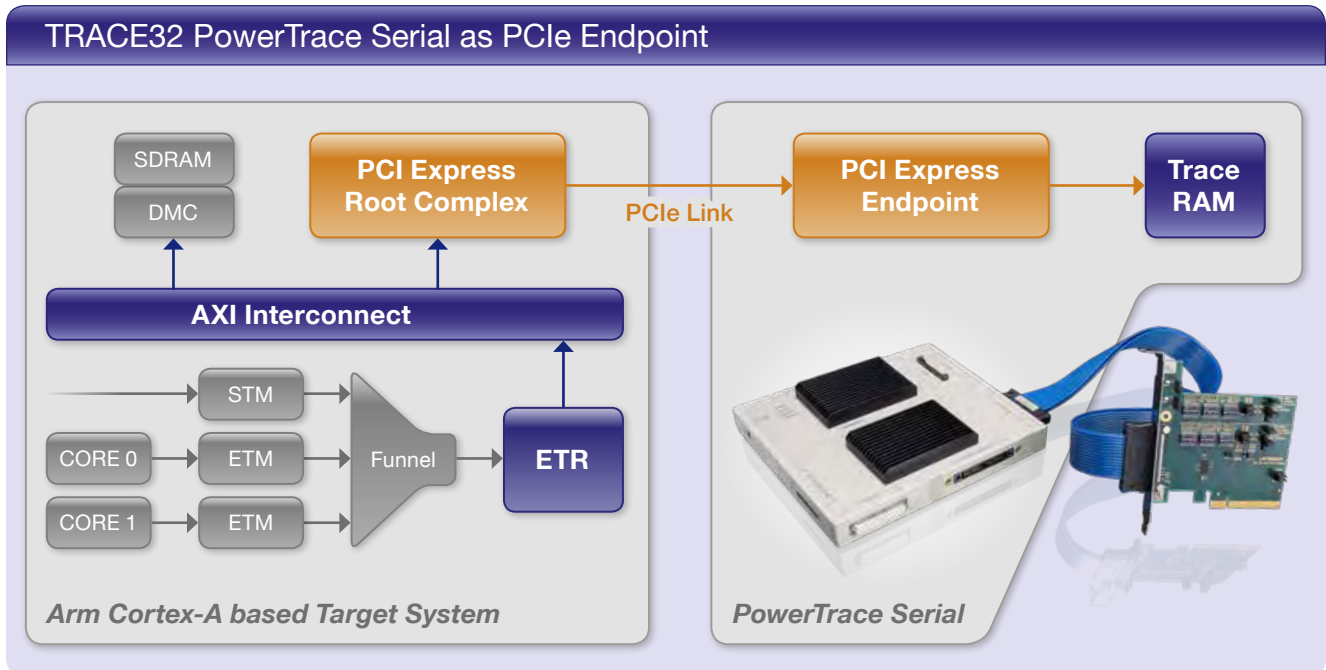 TRACE32 PowerTrace Serial as PCIe Endpoint
SDRAM
DMC
PCI Express
Root Complex
PCIe Link
PCI Express
Endpoint
Trace
RAM
AXI Interconnect
STM
CORE 0
ETM
Funnel
ETR
CORE 1
ETM
Arm Cortex-A based Target System
PowerTrace Serial